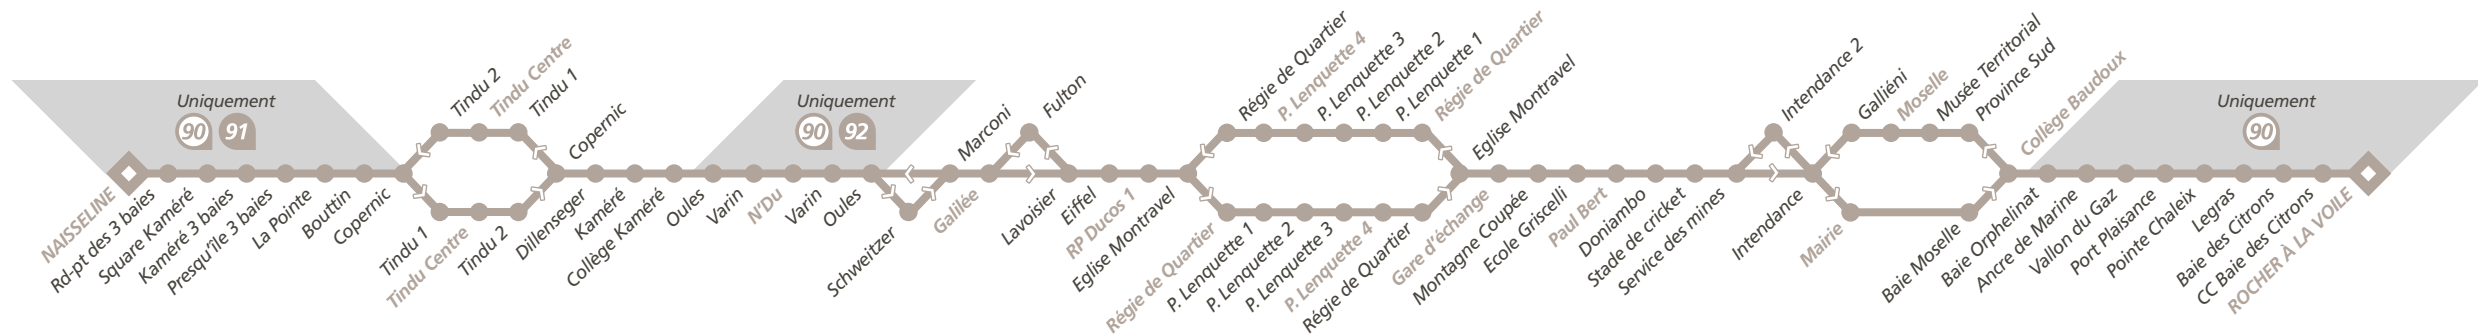 Uniquement
90 91
NAISSELINE
Rd-pt des 3 baies
Square Kaméré
Kaméré 3 baies
Presqu'île 3 baies
La Pointe
Bouttin
Copernic
Tindu 2
Tindu Centre
Tindu 1
Tindu 1
Tindu Centre
Tindu 2
Copernic
Dillenseger
Kaméré
Collège Kaméré
Uniquement
90 92
Oules
Varin
N'Du
Varin
Oules
Schweitzer
Marconi
Galilée
Fulton
Lavoisier
Eiffel
RP Ducos 1
Eglise Montravel
Régie de Quartier
P. Lenquette 4
P. Lenquette 3
P. Lenquette 2
P. Lenquette 1
Régie de Quartier
Régie de Quartier
P. Lenquette 1
P. Lenquette 2
P. Lenquette 3
P. Lenquette 4
Régie de Quartier
Eglise Montravel
Gare d'échange
Montagne Coupée
Ecole Griscelli
Paul Bert
Doniambo
Stade de cricket
Service des mines
Intendance 2
Intendance
Galliéni
Moselle
Musée Territorial
Province Sud
Mairie
Baie Moselle
Collège Baudoux
Uniquement
90
Baie Orphelinat
Ancre de Marine
Vallon du Gaz
Port Plaisance
Pointe Chaleix
Legras
Baie des Citrons
CC Baie des Citrons
ROCHER À LA VOILE